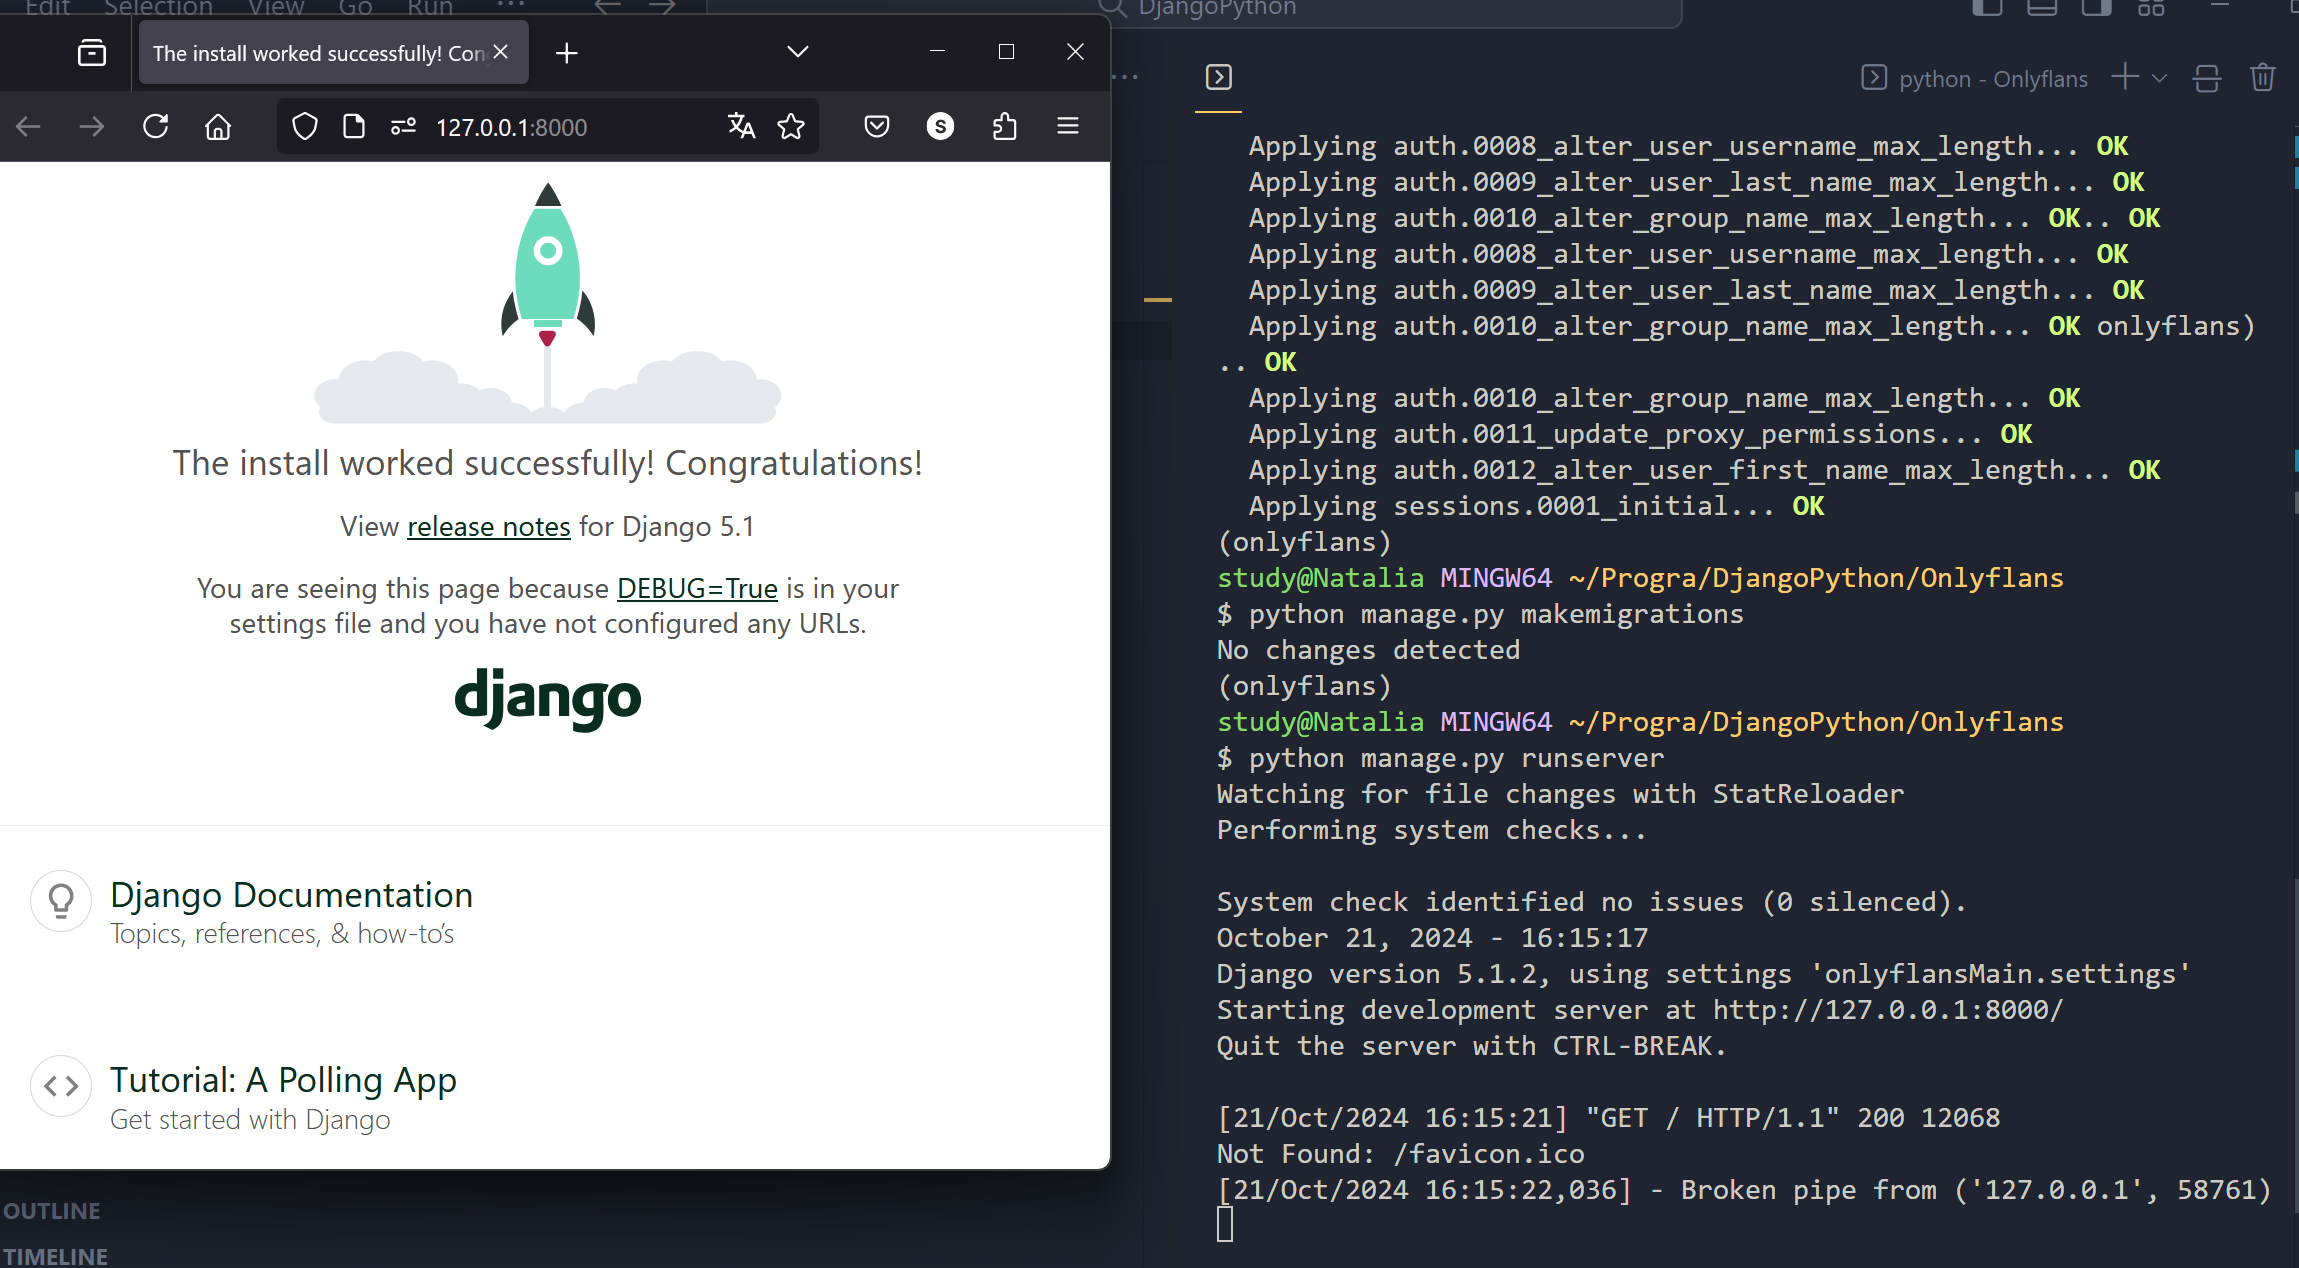 Edit Selection View Go Run ...
DjangoPython
The install worked successfully! Con
127.0.0.1:8000
S
The install worked successfully! Congratulations!
View release notes for Django 5.1
You are seeing this page because DEBUG=True is in your
settings file and you have not configured any URLs.
django
Django Documentation
Topics, references, & how-to’s
Tutorial: A Polling App
Get started with Django
OUTLINE
TIMELINE
python - Onlyflans
Applying auth.0008_alter_user_username_max_length... OK
Applying auth.0009_alter_user_last_name_max_length... OK
Applying auth.0010_alter_group_name_max_length... OK.. OK
Applying auth.0008_alter_user_username_max_length... OK
Applying auth.0009_alter_user_last_name_max_length... OK
Applying auth.0010_alter_group_name_max_length... OK onlyflans)
.. OK
Applying auth.0010_alter_group_name_max_length... OK
Applying auth.0011_update_proxy_permissions... OK
Applying auth.0012_alter_user_first_name_max_length... OK
Applying sessions.0001_initial... OK
(onlyflans)
study@Natalia MINGW64 ~/Progra/DjangoPython/Onlyflans
$ python manage.py makemigrations
No changes detected
(onlyflans)
study@Natalia MINGW64 ~/Progra/DjangoPython/Onlyflans
$ python manage.py runserver
Watching for file changes with StatReloader
Performing system checks...
System check identified no issues (0 silenced).
October 21, 2024 - 16:15:17
Django version 5.1.2, using settings 'onlyflansMain.settings'
Starting development server at http://127.0.0.1:8000/
Quit the server with CTRL-BREAK.
[21/Oct/2024 16:15:21] "GET / HTTP/1.1" 200 12068
Not Found: /favicon.ico
[21/Oct/2024 16:15:22,036] - Broken pipe from ('127.0.0.1', 58761)